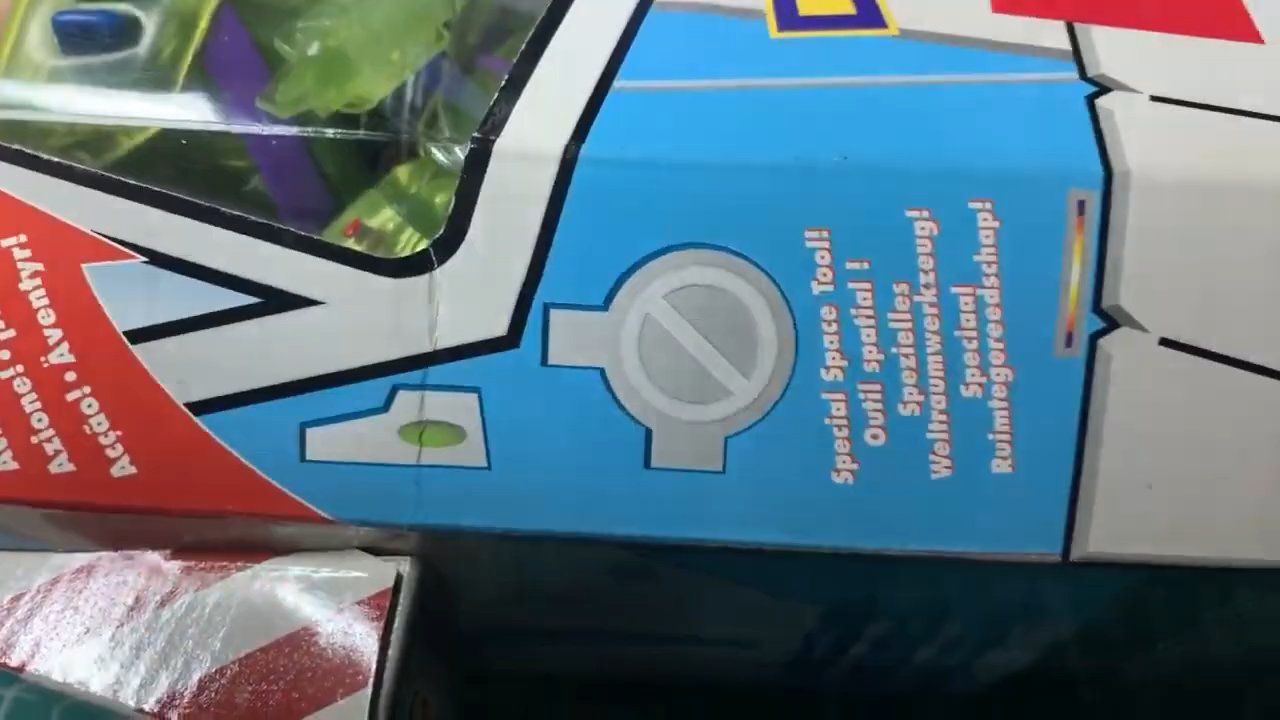 Azione!
Acção! • Äventyr!
Special Space Tool!
Outil spatial !
Spezielles
Weltraumwerkzeug!
Speciaal
Ruimtegereedschap!